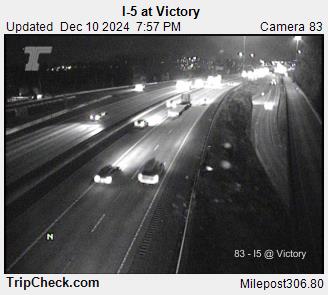 I-5 at Victory
Updated Dec 10 2024 7:57 PM Camera 83
T
N
83 - I5 @ Victory
TripCheck.com Milepost306.80